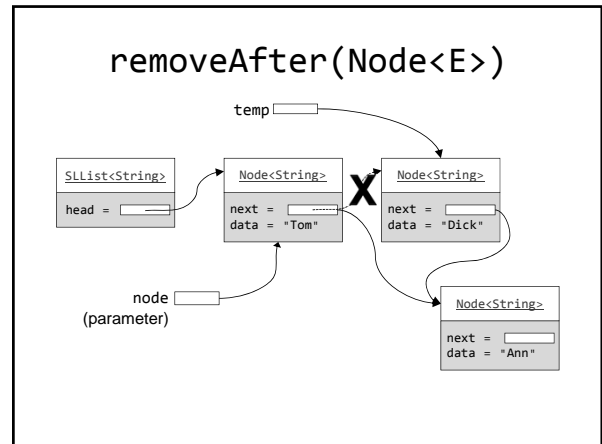 removeAfter(Node<E>)
temp
SLList<String>
head =
Node<String>
next =
data = "Tom"
X
Node<String>
next =
data = "Dick"
node
(parameter)
Node<String>
next =
data = "Ann"